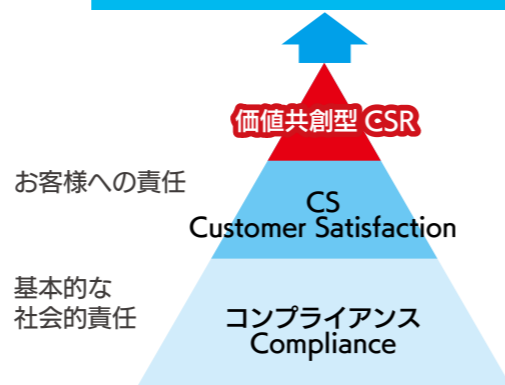 価値共創型 CSR
お客様への責任
CS
Customer Satisfaction
基本的な
社会的責任
コンプライアンス
Compliance